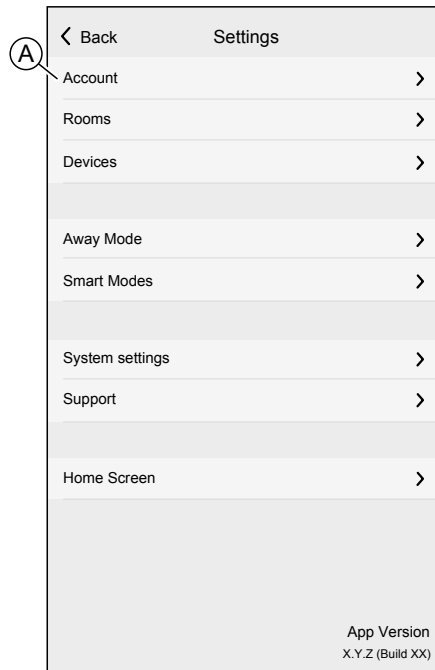 Back Settings
A
Account
Rooms
Devices
Away Mode
Smart Modes
System settings
Support
Home Screen
App Version
X.Y.Z (Build XX)